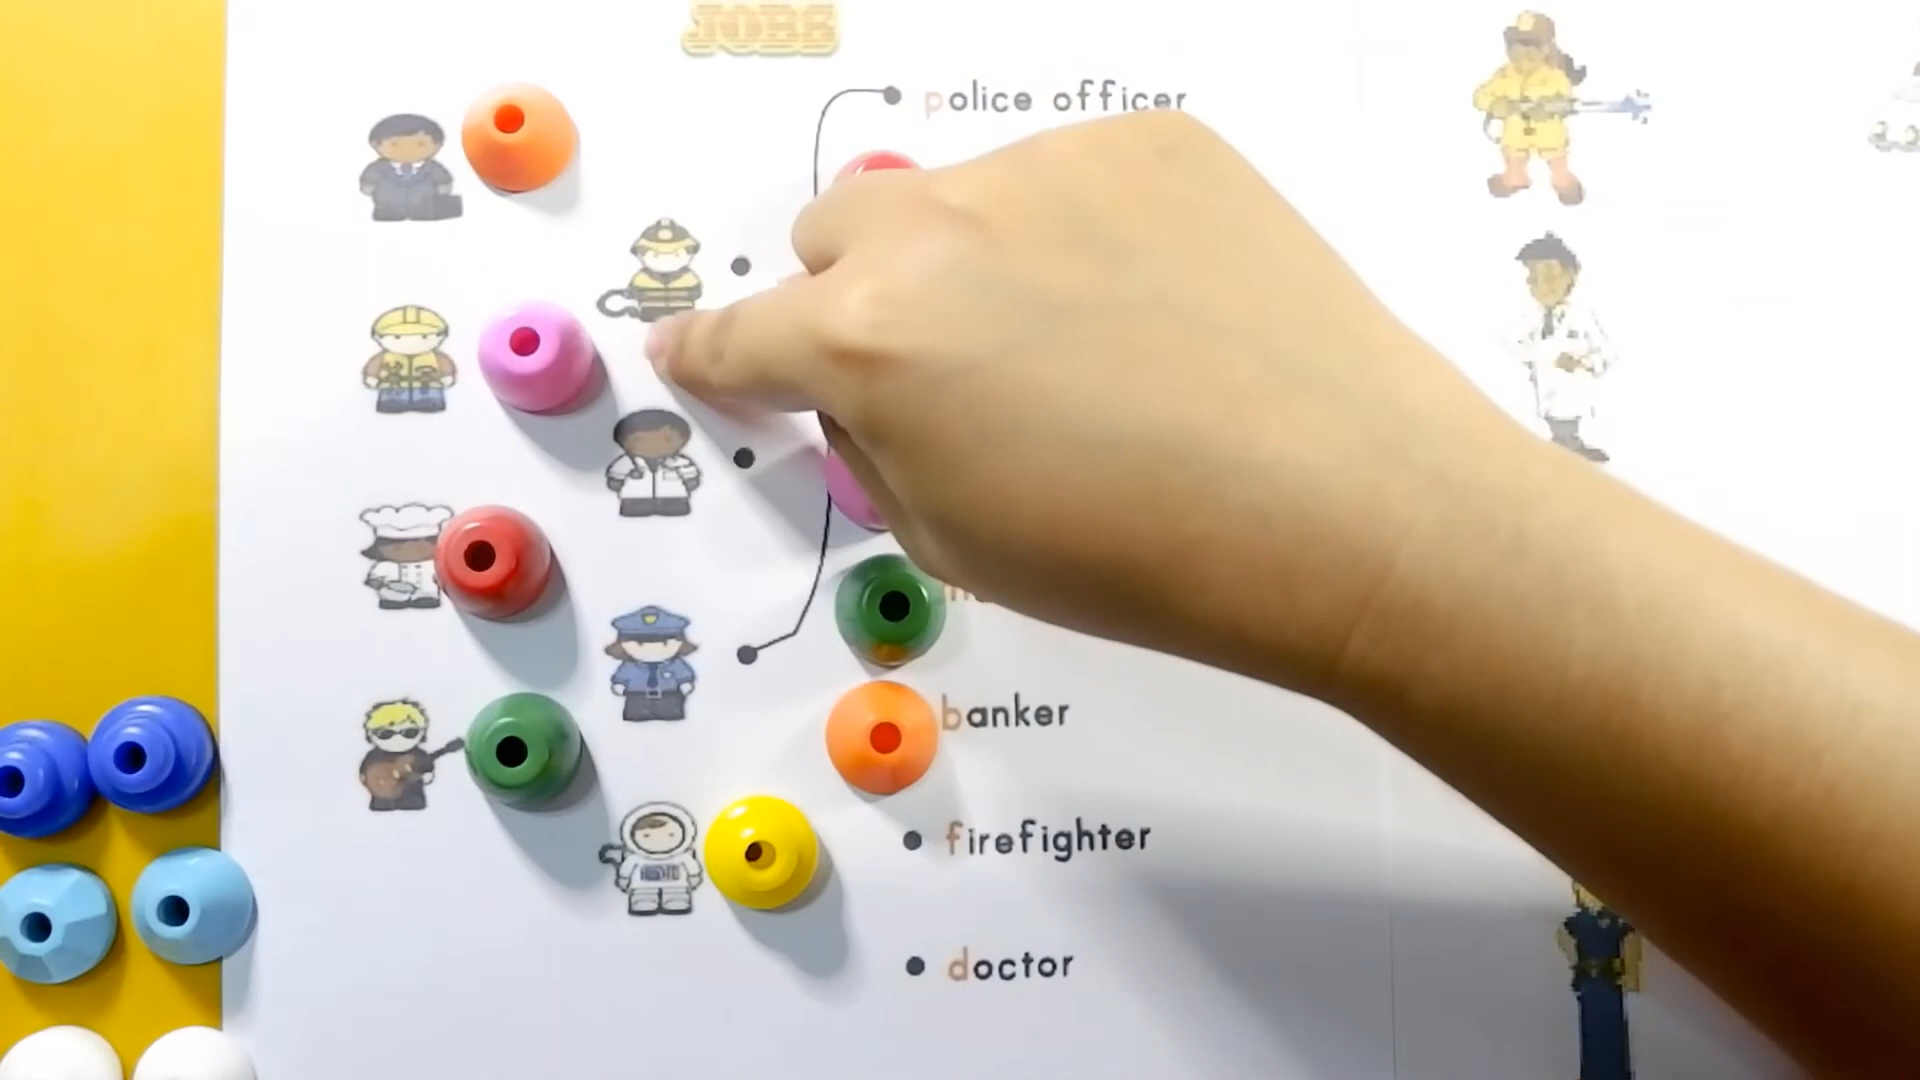 JOBS
police officer
banker
firefighter
doctor